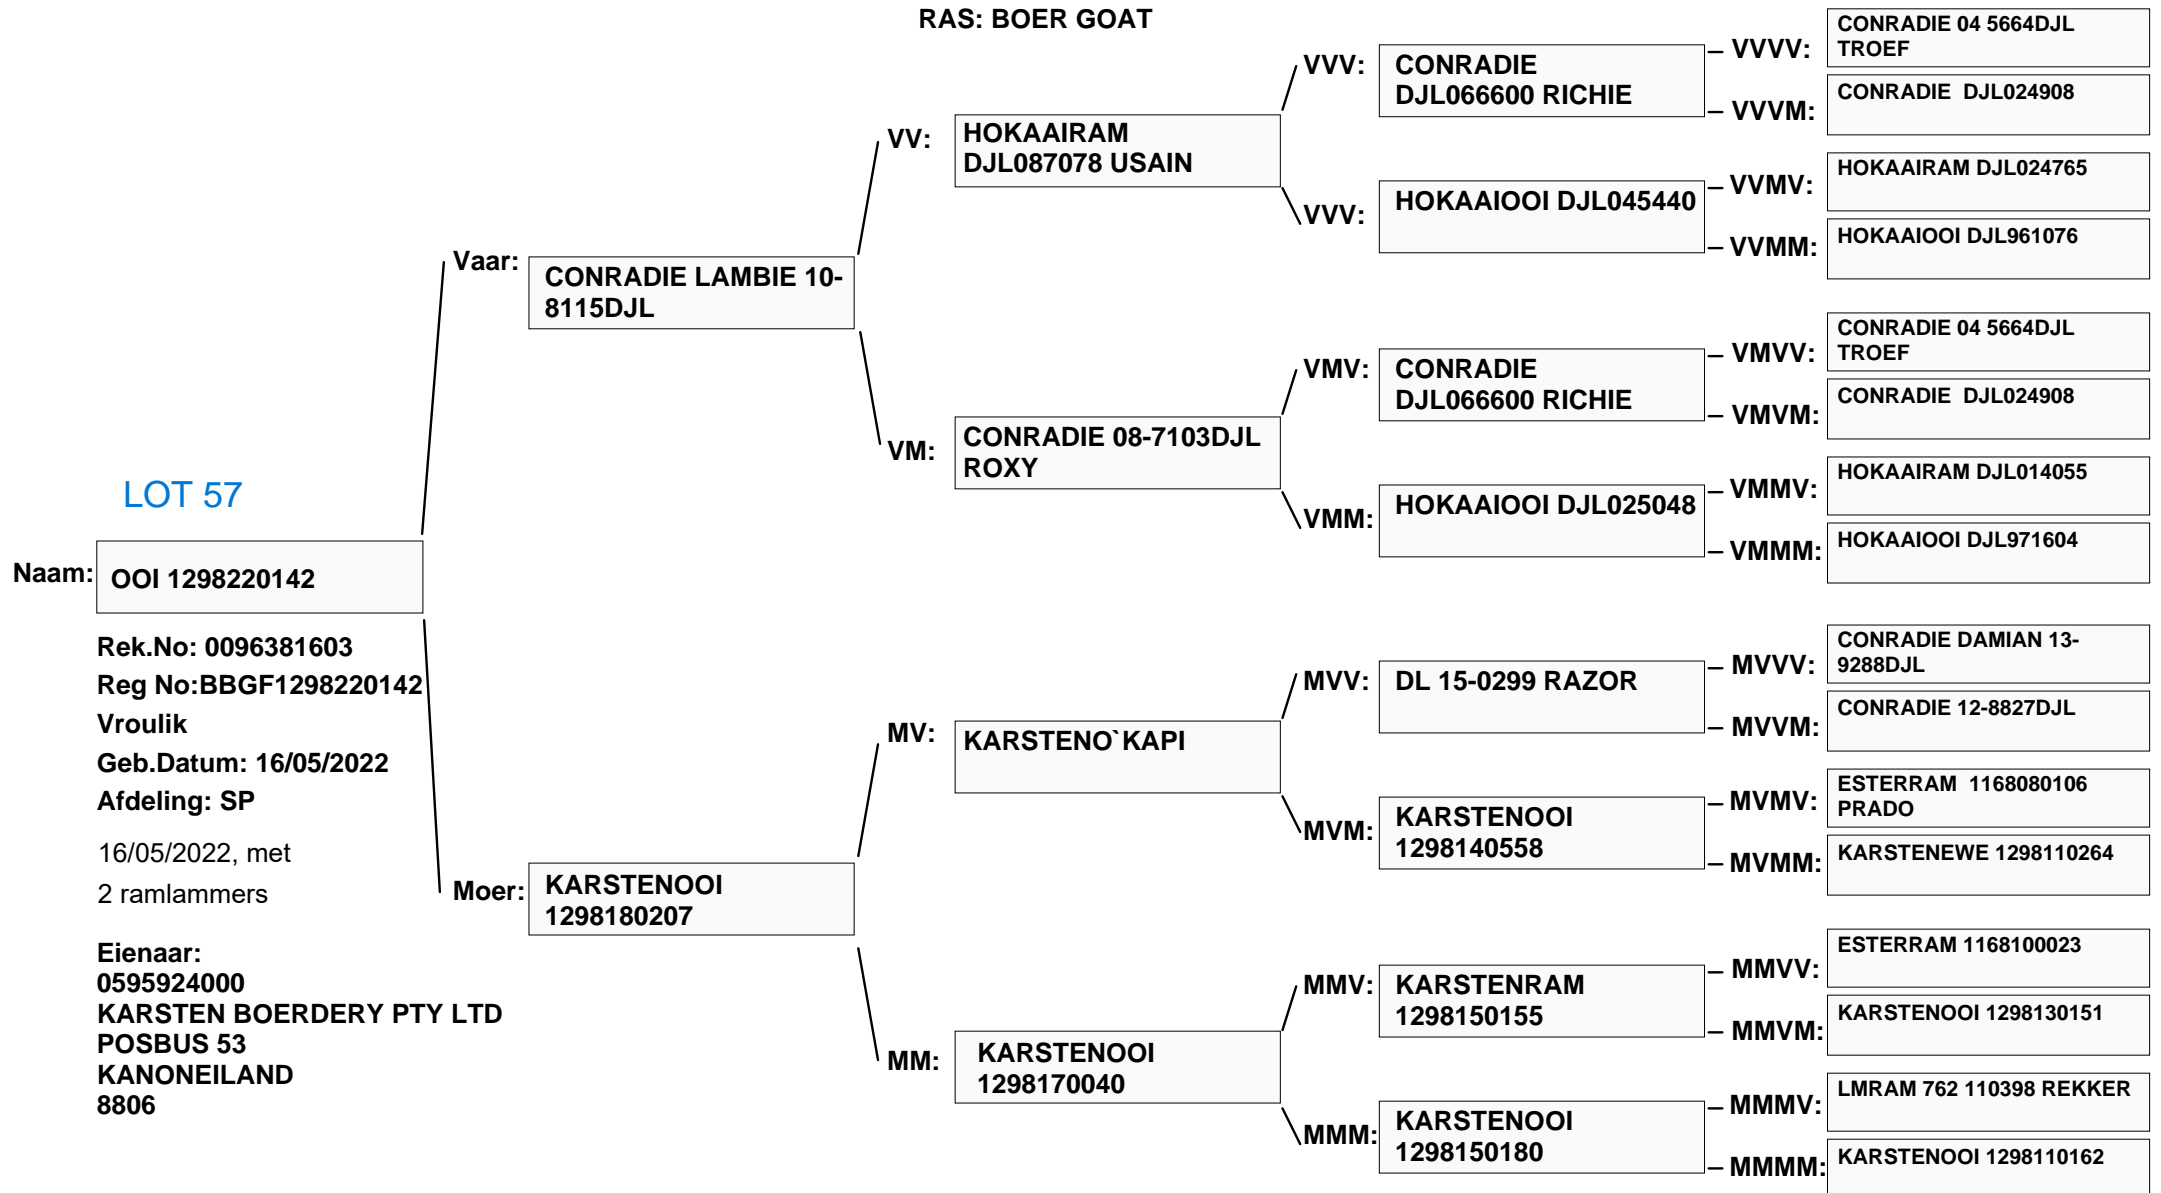 RAS: BOER GOAT
LOT 57
Naam:
OOI 1298220142
Rek.No: 0096381603
Reg No:BBGF1298220142
Vroulik
Geb.Datum: 16/05/2022
Afdeling: SP
16/05/2022, met
2 ramlammers
Eienaar:
0595924000
KARSTEN BOERDERY PTY LTD
POSBUS 53
KANONEILAND
8806
Vaar:
CONRADIE LAMBIE 10-
8115DJL
Moer:
KARSTENOOI
1298180207
VV:
HOKAAIRAM
DJL087078 USAIN
VM:
CONRADIE 08-7103DJL
ROXY
MV:
KARSTENO`KAPI
MM:
KARSTENOOI
1298170040
VVV:
CONRADIE
DJL066600 RICHIE
VVV:
HOKAAIOOI DJL045440
VMV:
CONRADIE
DJL066600 RICHIE
VMM:
HOKAAIOOI DJL025048
MVV:
DL 15-0299 RAZOR
MVM:
KARSTENOOI
1298140558
MMV:
KARSTENRAM
1298150155
MMM:
KARSTENOOI
1298150180
– VVVV:
CONRADIE 04 5664DJL
TROEF
– VVVM:
CONRADIE  DJL024908
– VVMV:
HOKAAIRAM DJL024765
– VVMM:
HOKAAIOOI DJL961076
– VMVV:
CONRADIE 04 5664DJL
TROEF
– VMVM:
CONRADIE  DJL024908
– VMMV:
HOKAAIRAM DJL014055
– VMMM:
HOKAAIOOI DJL971604
– MVVV:
CONRADIE DAMIAN 13-
9288DJL
– MVVM:
CONRADIE 12-8827DJL
– MVMV:
ESTERRAM  1168080106
PRADO
– MVMM:
KARSTENEWE 1298110264
– MMVV:
ESTERRAM 1168100023
– MMVM:
KARSTENOOI 1298130151
– MMMV:
LMRAM 762 110398 REKKER
– MMMM:
KARSTENOOI 1298110162